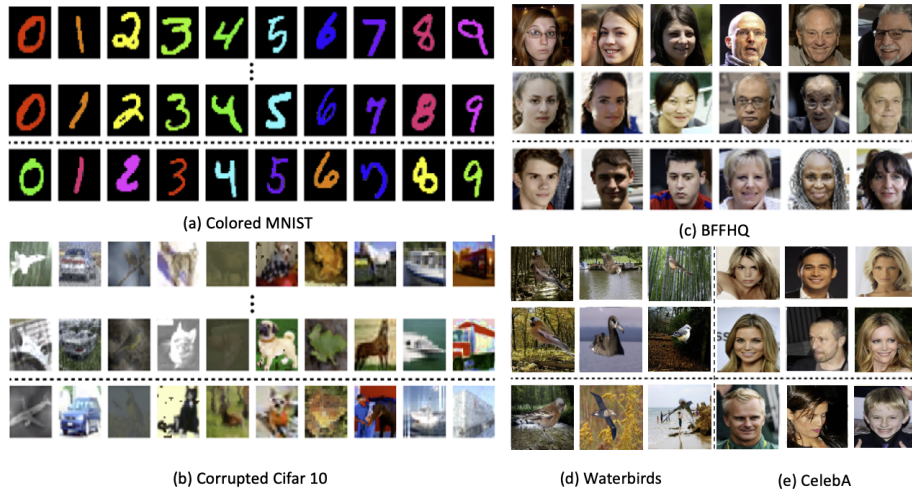 0 1 2 3 4 5 6 7 8 9
0 1 2 3 4 5 6 7 8 9
0 1 2 3 4 5 6 7 8 9
(a) Colored MNIST
(c) BFFHQ
(b) Corrupted Cifar 10
(d) Waterbirds
(e) CelebA